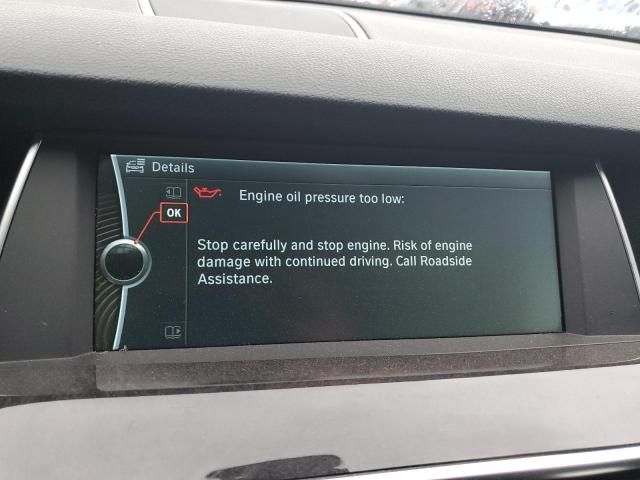 Details
Engine oil pressure too low:
OK
Stop carefully and stop engine. Risk of engine
damage with continued driving. Call Roadside
Assistance.